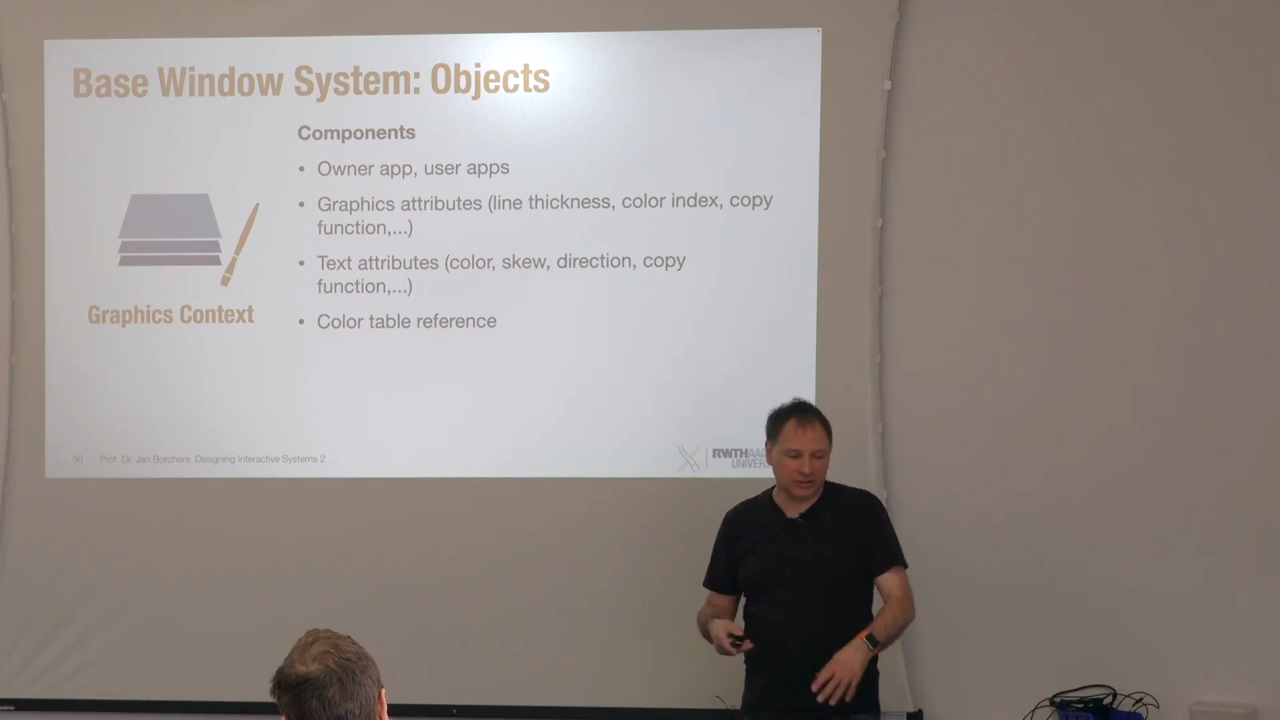 Base Window System: Objects
Components
• Owner app, user apps
• Graphics attributes (line thickness, color index, copy
function,...)
• Text attributes (color, skew, direction, copy
function,...)
• Color table reference
Graphics Context
Prof. Dr. Jan Borchers: Designing Interactive Systems 2
RWTH